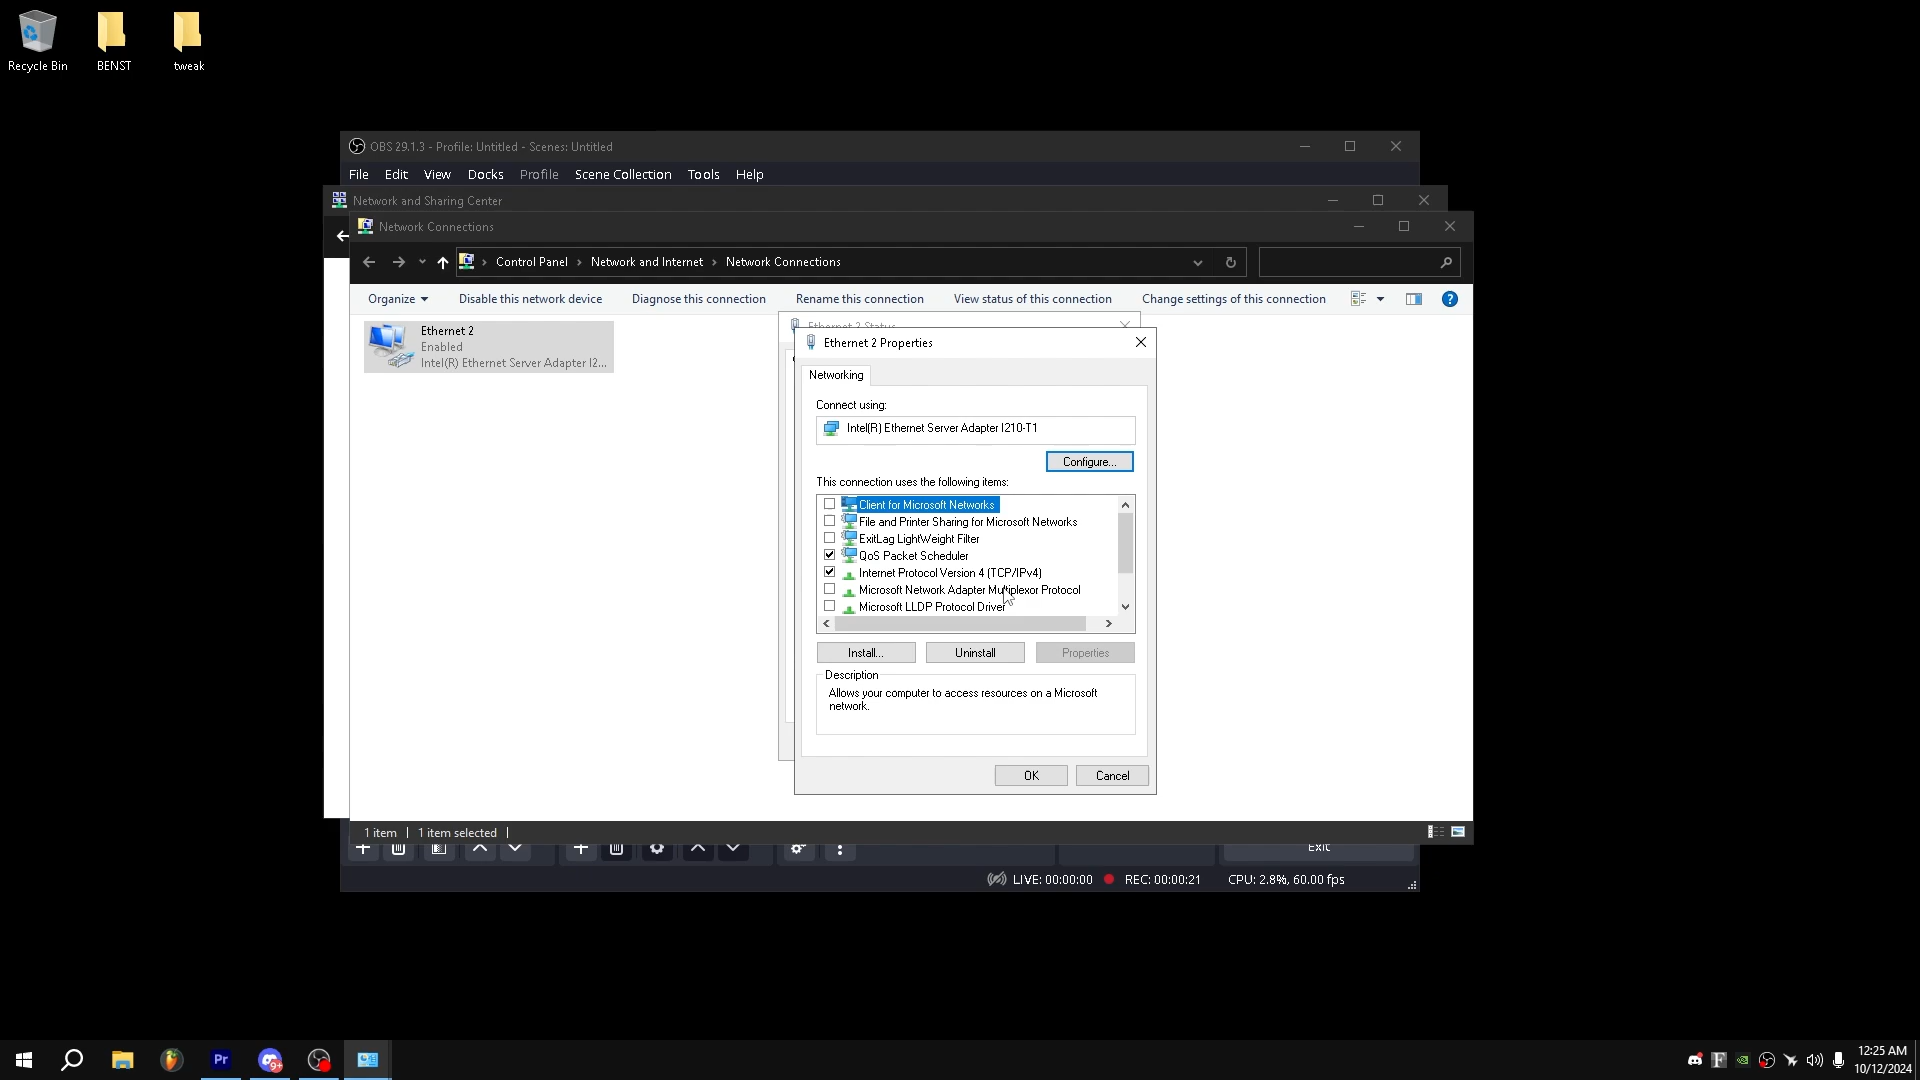 Recycle Bin
BENST
tweak
OBS 29.1.3 - Profile: Untitled - Scenes: Untitled
File Edit View Docks Profile Scene Collection Tools Help
Network and Sharing Center
Network Connections
Control Panel Network and Internet Network Connections
Organize Disable this network device Diagnose this connection Rename this connection View status of this connection Change settings of this connection
Ethernet 2
Enabled
Intel(R) Ethernet Server Adapter I2...
Ethernet 2 Status
Ethernet 2 Properties
Networking
Connect using:
Intel(R) Ethernet Server Adapter I210-T1
Configure...
This connection uses the following items:
Client for Microsoft Networks
File and Printer Sharing for Microsoft Networks
ExitLag LightWeight Filter
QoS Packet Scheduler
Internet Protocol Version 4 (TCP/IPv4)
Microsoft Network Adapter Multiplexor Protocol
Microsoft LLDP Protocol Driver
Install... Uninstall Properties
Description
Allows your computer to access resources on a Microsoft
network.
OK Cancel
1 item 1 item selected
Exit
LIVE: 00:00:00 REC: 00:00:21 CPU: 2.8%, 60.00 fps
Pr
9+
12:25 AM
10/12/2024